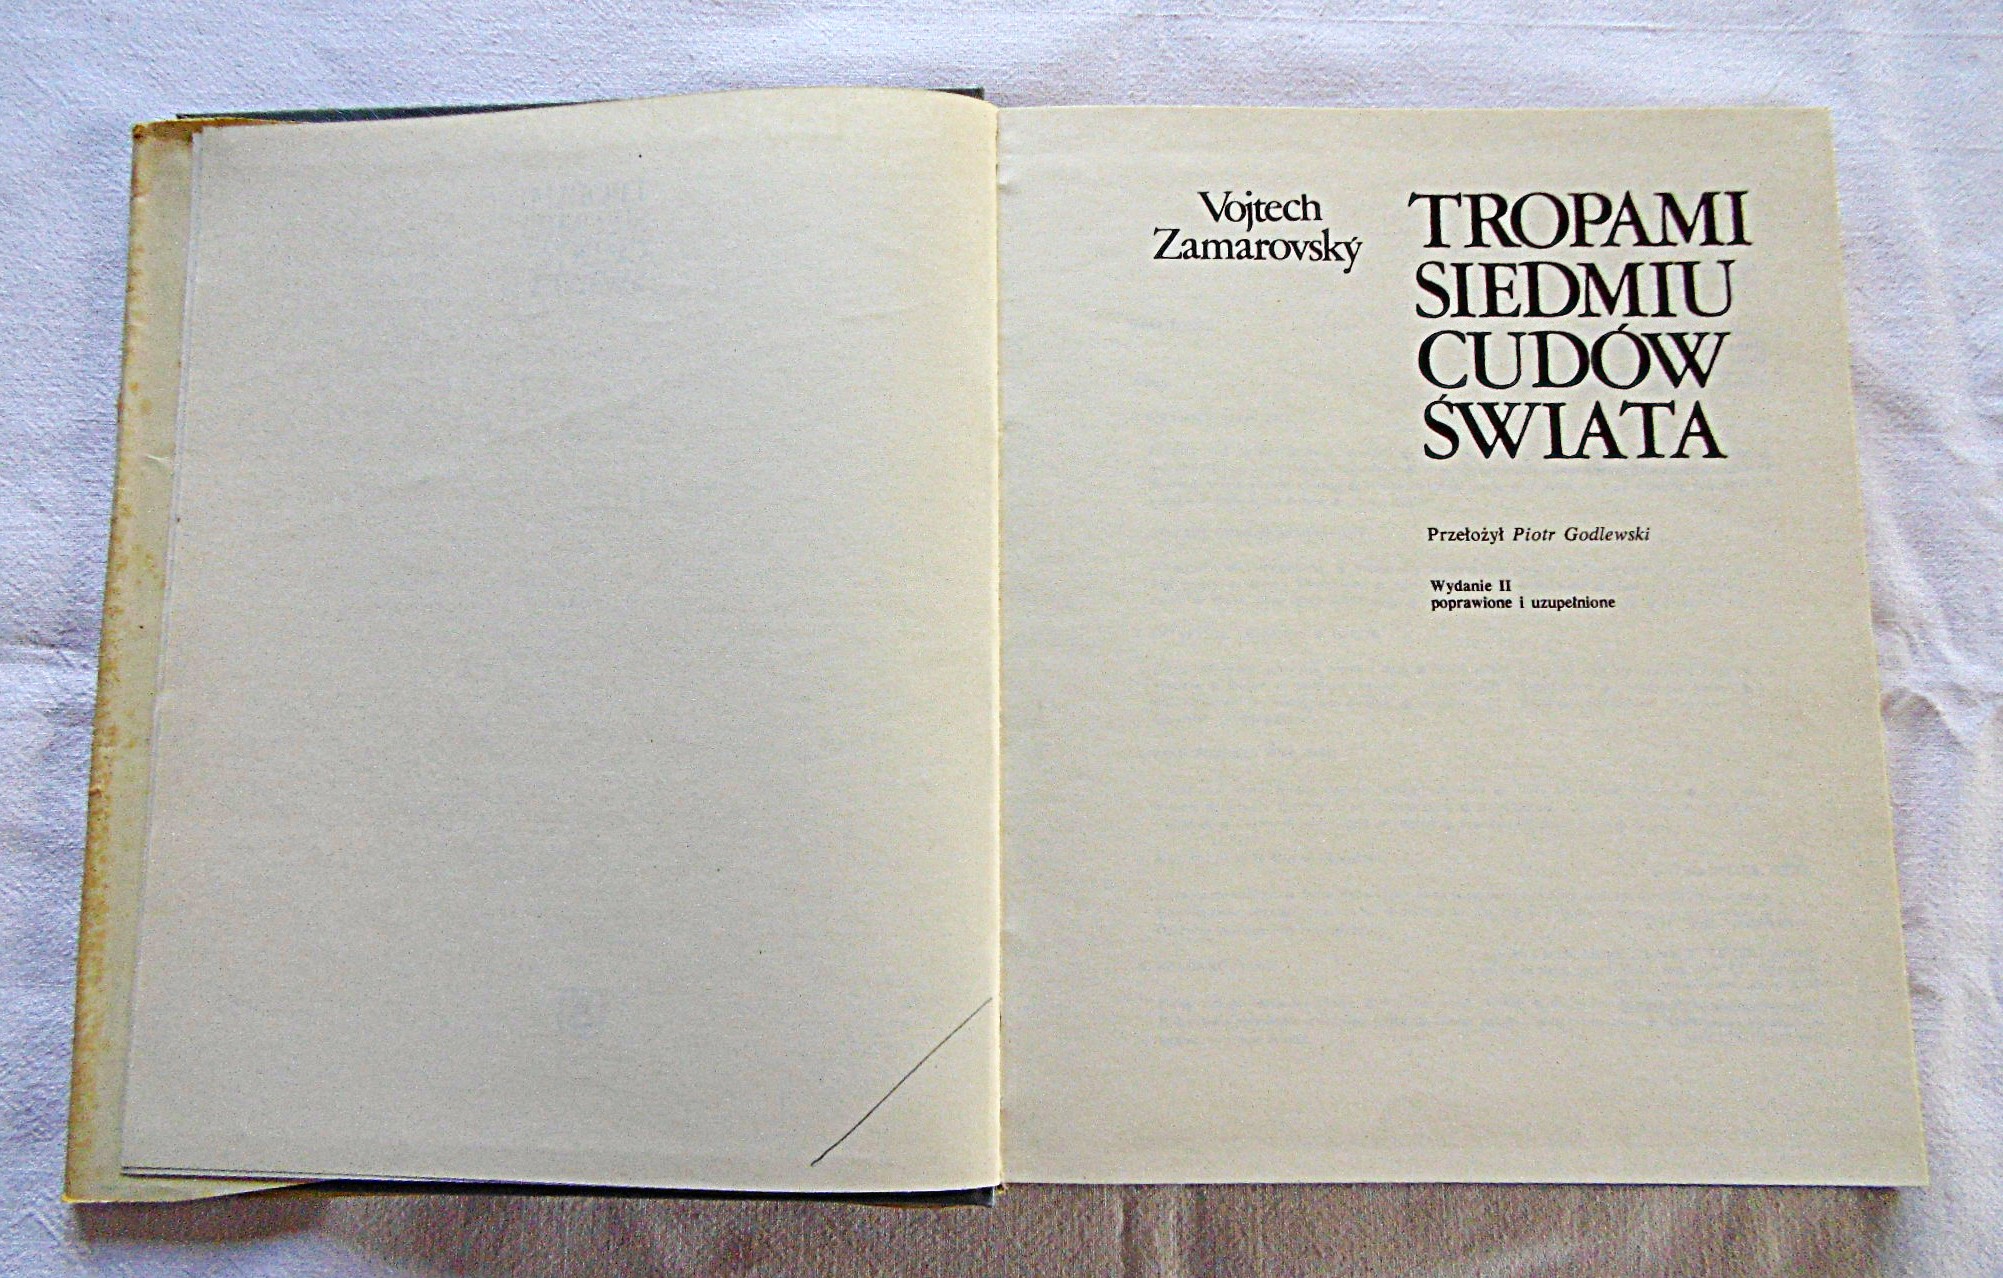 Vojtech
Zamarovský
TROPAMI
SIEDMIU
CUDÓW
ŚWIATA
Przełożył Piotr Godlewski
Wydanie II
poprawione i uzupełnione